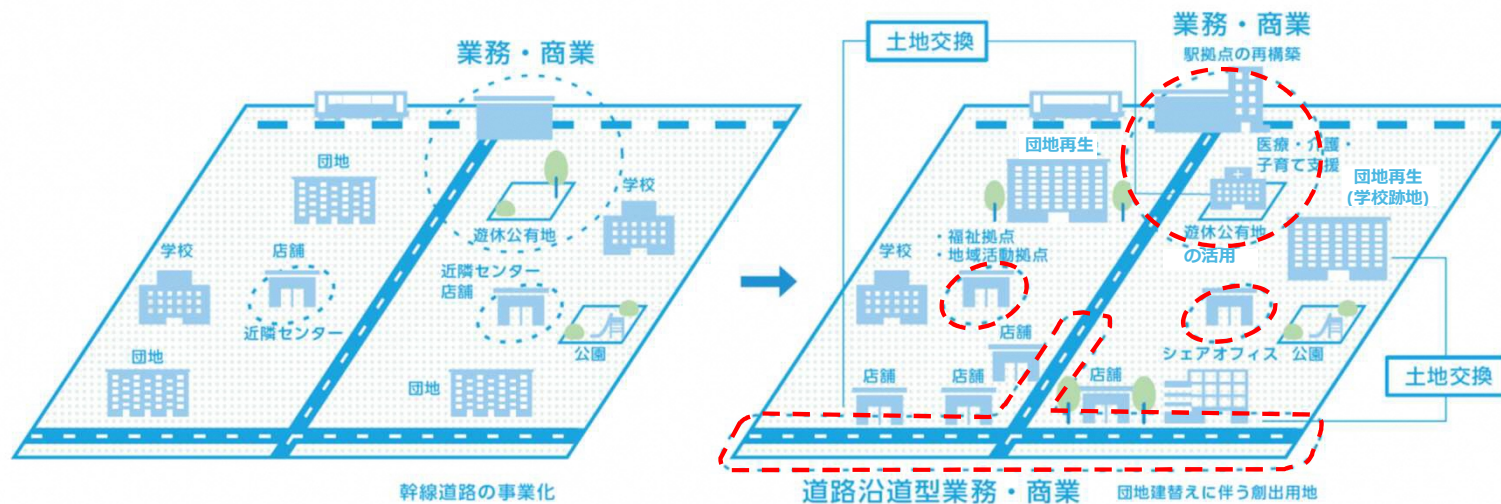 業務・商業
団地
学校
遊休公有地
学校
店舗
近隣センター
近隣センター
店舗
公園
団地
団地
幹線道路の事業化
土地交換
業務・商業
駅拠点の再構築
団地再生
医療・介護・
子育て支援
団地再生
(学校跡地)
遊休公有地
の活用
・福祉拠点
・地域活動拠点
学校
店舗
シェアオフィス
公園
店舗
店舗
店舗
土地交換
道路沿道型業務・商業
団地建替えに伴う創出用地